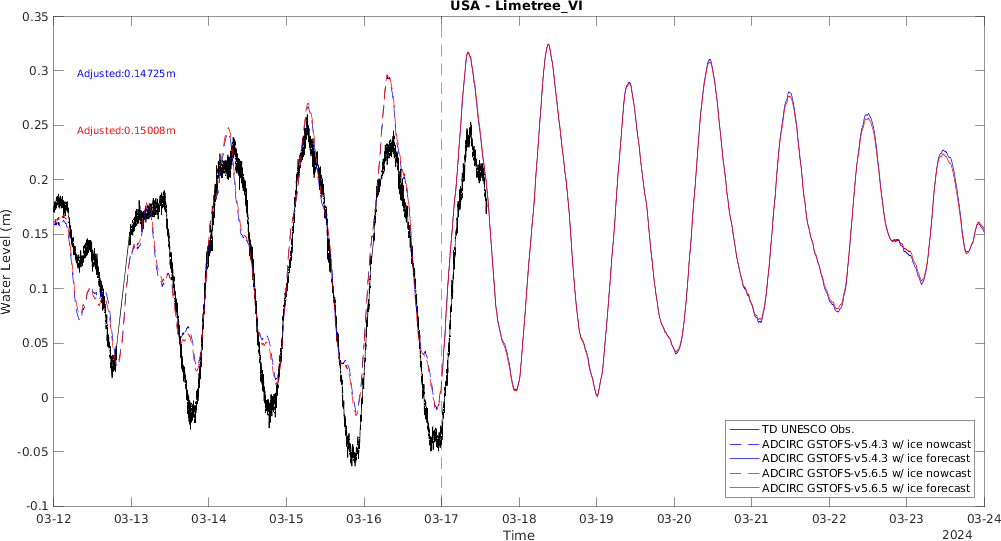 USA - Limetree_VI
0.35
0.3
0.25
0.2
0.15
0.1
0.05
0
-0.05
-0.1
Water Level (m)
Adjusted:0.14725m
Adjusted:0.15008m
TD UNESCO Obs.
ADCIRC GSTOFS-v5.4.3 w/ ice nowcast
ADCIRC GSTOFS-v5.4.3 w/ ice forecast
ADCIRC GSTOFS-v5.6.5 w/ ice nowcast
ADCIRC GSTOFS-v5.6.5 w/ ice forecast
03-12 03-13 03-14 03-15 03-16 03-17 03-18 03-19 03-20 03-21 03-22 03-23 03-24
Time
2024